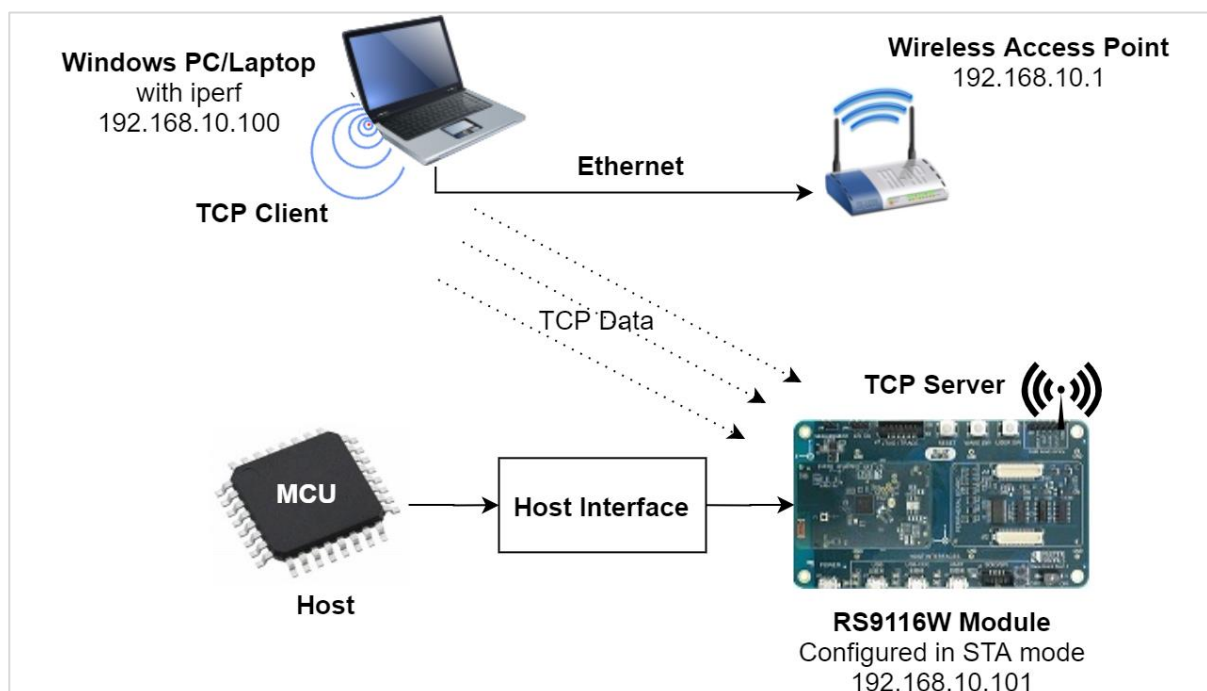 Windows PC/Laptop
with iperf
192.168.10.100
TCP Client
Wireless Access Point
192.168.10.1
Ethernet
TCP Data
TCP Server
MCU
Host
Host Interface
RS9116W Module
Configured in STA mode
192.168.10.101